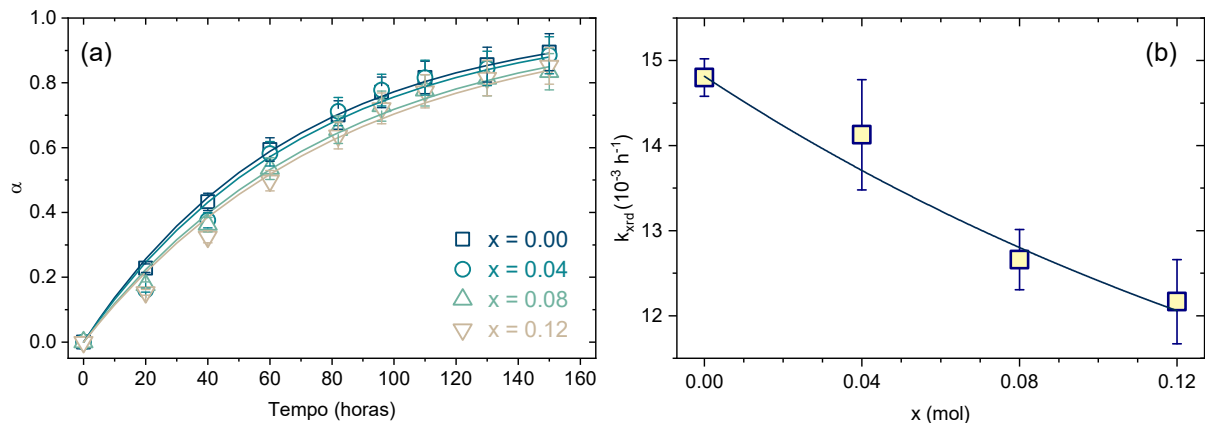 (a)
1.0
0.8
0.6
0.4
0.2
0.0
α
x = 0.00
x = 0.04
x = 0.08
x = 0.12
0 20 40 60 80 100 120 140 160
Tempo (horas)
(b)
15
14
13
12
k_xrd (10⁻³ h⁻¹)
0.00 0.04 0.08 0.12
x (mol)